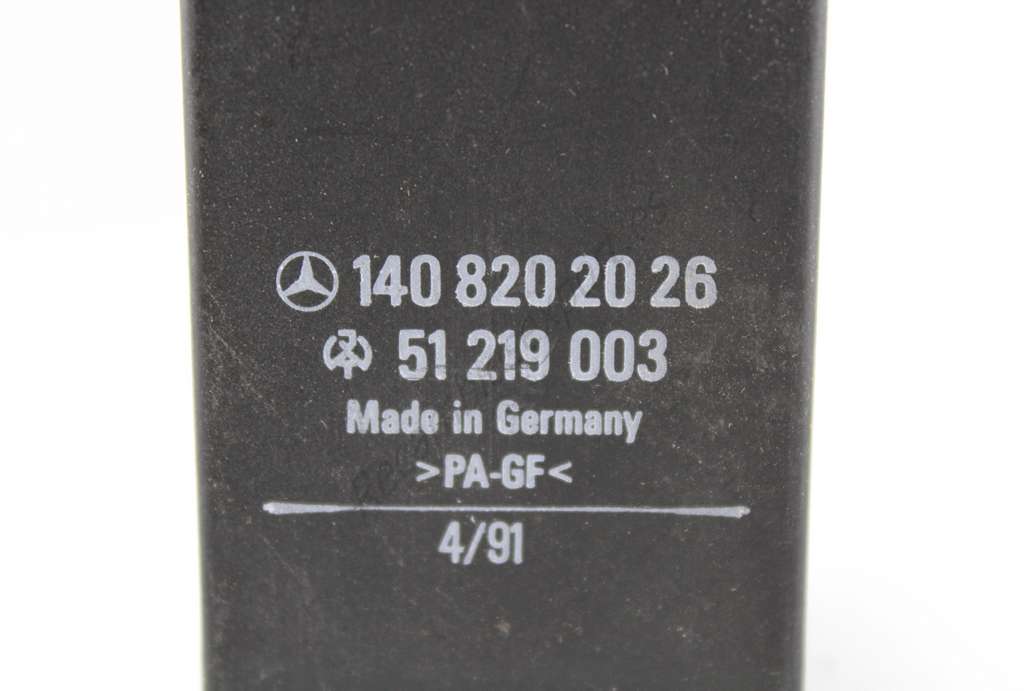 140 820 20 26
51 219 003
Made in Germany
>PA-GF<
4/91